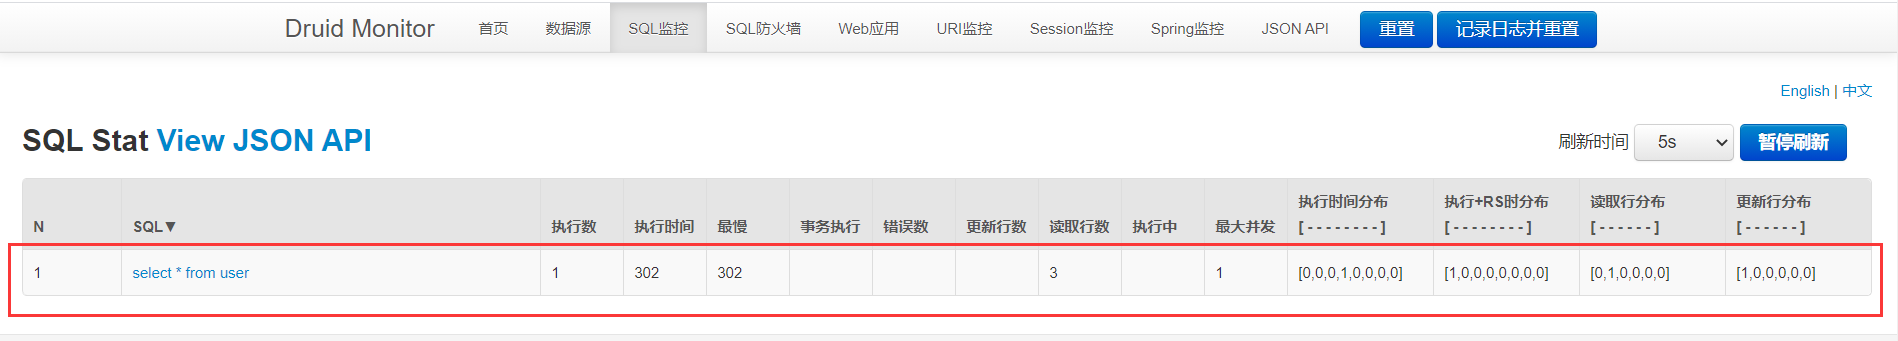 Druid Monitor 首页 数据源 SQL监控 SQL防火墙 Web应用 URI监控 Session监控 Spring监控 JSON API 重置 记录日志并重置
English | 中文
SQL Stat View JSON API 刷新时间 5s 暂停刷新
N SQL▼ 执行数 执行时间 最慢 事务执行 错误数 更新行数 读取行数 执行中 最大并发 执行时间分布 执行+RS时分布 读取行分布 更新行分布
[ - - - - - - - - ] [ - - - - - - - - ] [ - - - - - - ] [ - - - - - - ]
1 select * from user 1 302 302 3 1 [0,0,0,1,0,0,0,0] [1,0,0,0,0,0,0,0] [0,1,0,0,0,0] [1,0,0,0,0,0]